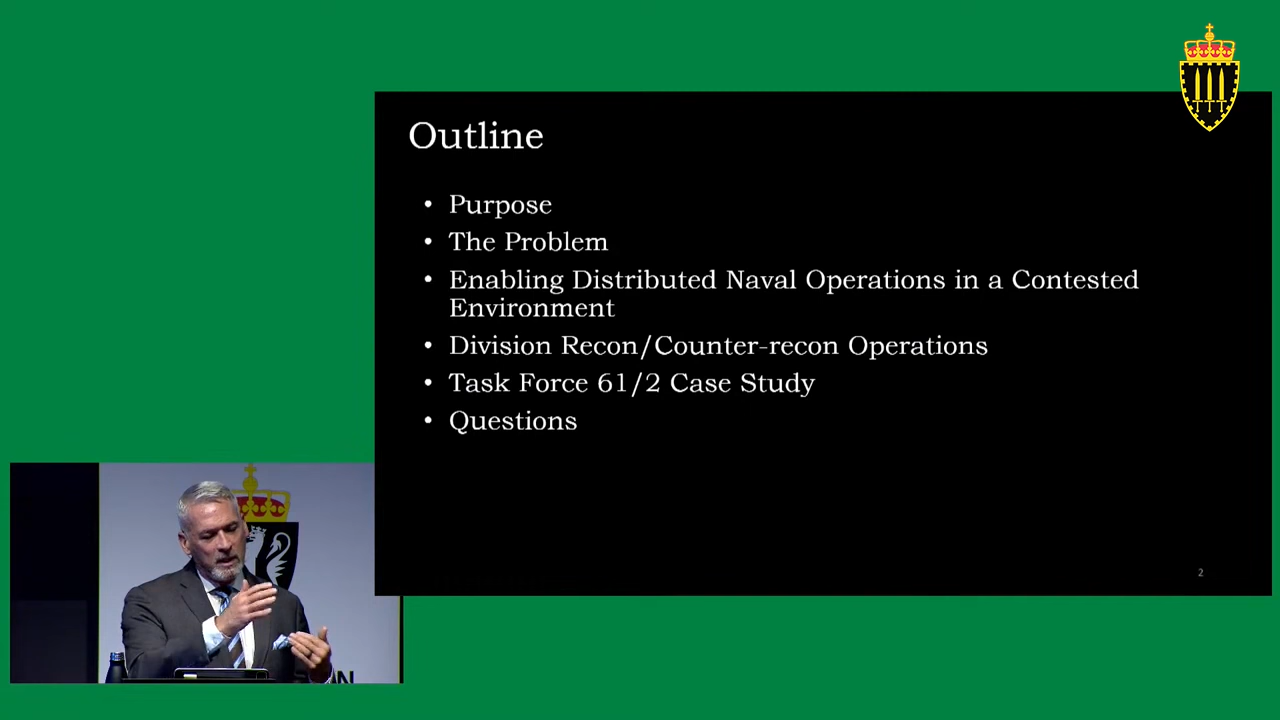 Outline
• Purpose
• The Problem
• Enabling Distributed Naval Operations in a Contested
Environment
• Division Recon/Counter-recon Operations
• Task Force 61/2 Case Study
• Questions
2